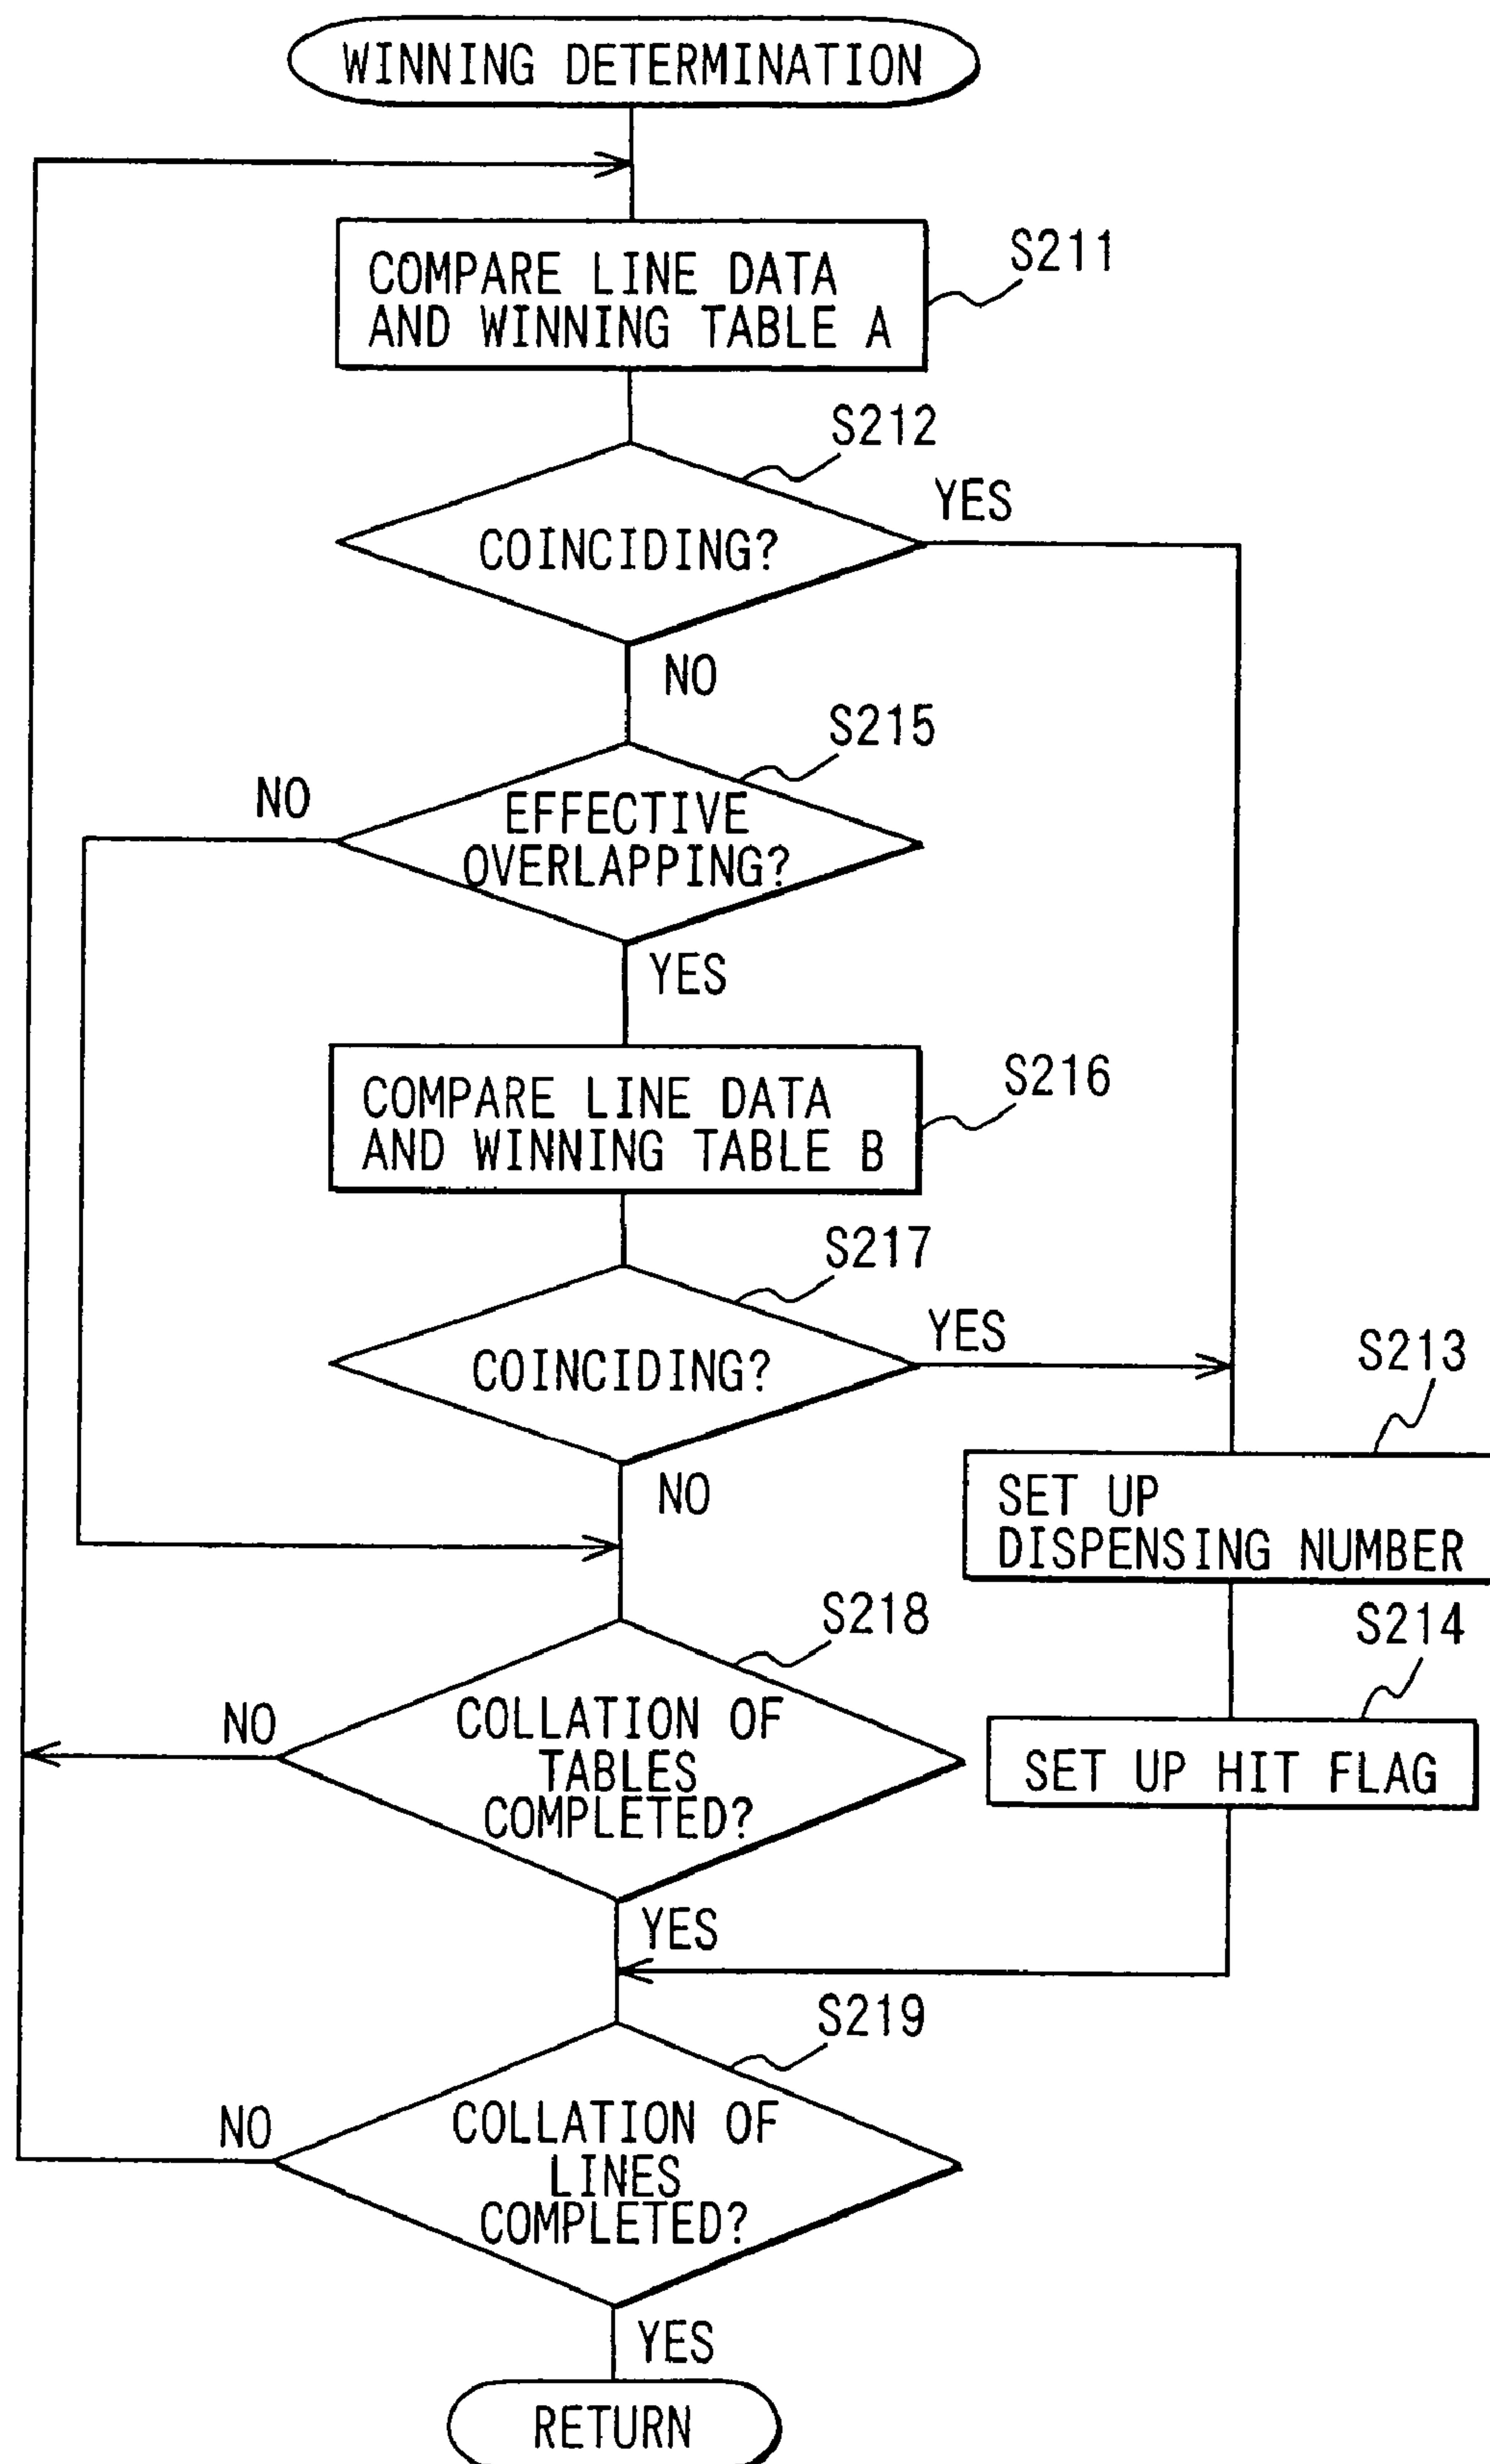 WINNING DETERMINATION
S211
COMPARE LINE DATA
AND WINNING TABLE A
S212
YES
COINCIDING?
NO
S215
NO
EFFECTIVE
OVERLAPPING?
YES
S216
COMPARE LINE DATA
AND WINNING TABLE B
S217
YES
COINCIDING?
NO
S213
SET UP
DISPENSING NUMBER
S214
SET UP HIT FLAG
S218
NO
COLLATION OF
TABLES
COMPLETED?
YES
S219
NO
COLLATION OF
LINES
COMPLETED?
YES
RETURN